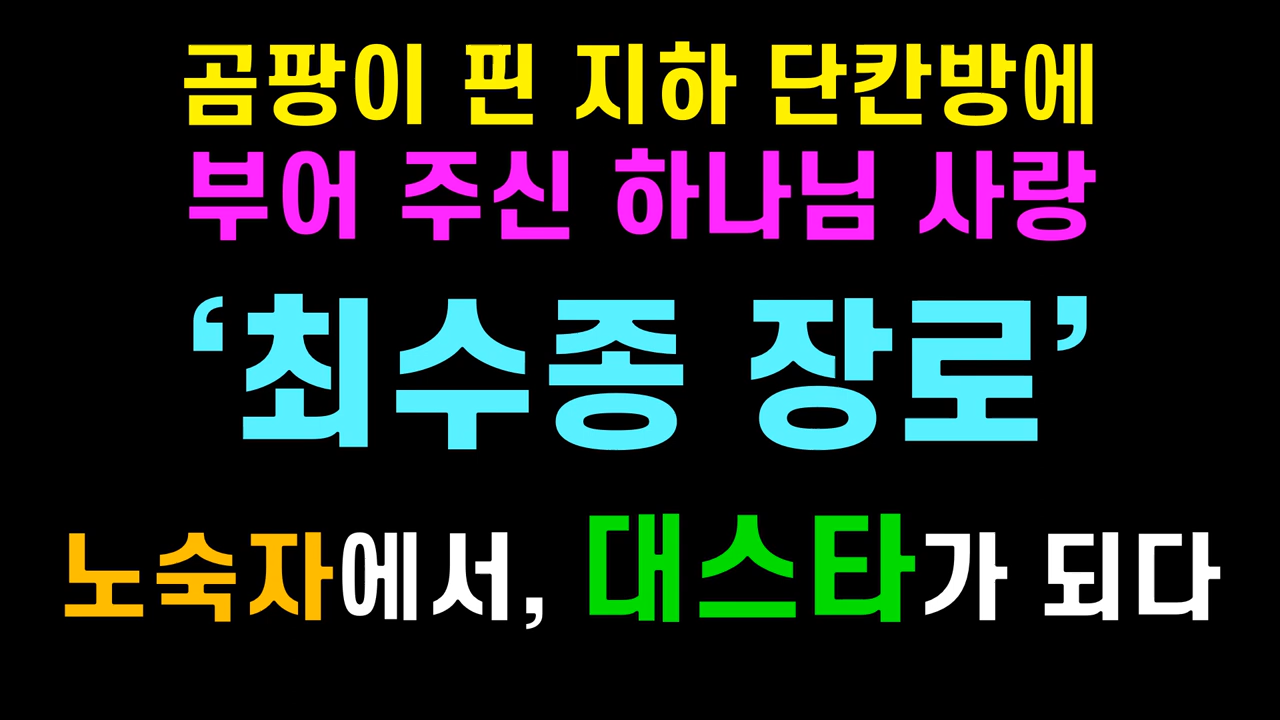 곰팡이 핀 지하 단칸방에
부어 주신 하나님 사랑
‘최수종 장로’
노숙자에서, 대스타가 되다